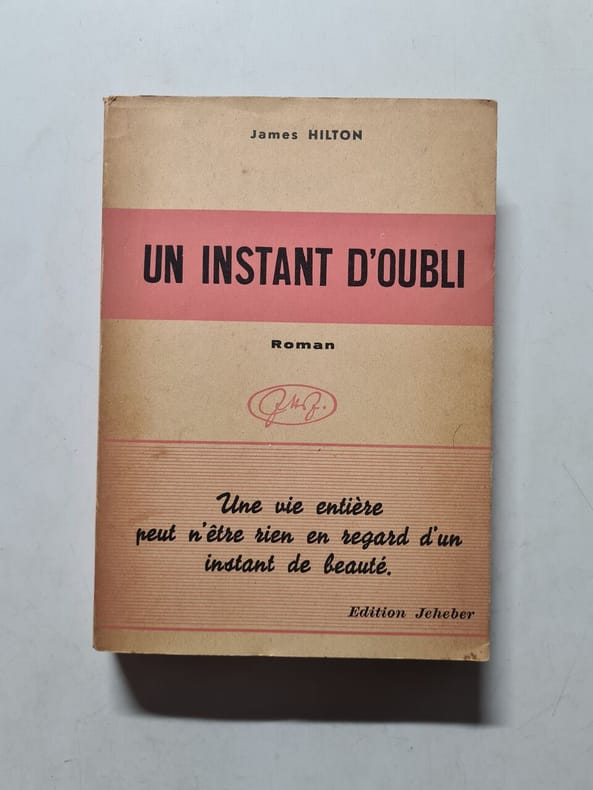 James HILTON
UN INSTANT D'OUBLI
Roman
Une vie entière
peut n'être rien en regard d'un
instant de beauté.
Edition Jeheber